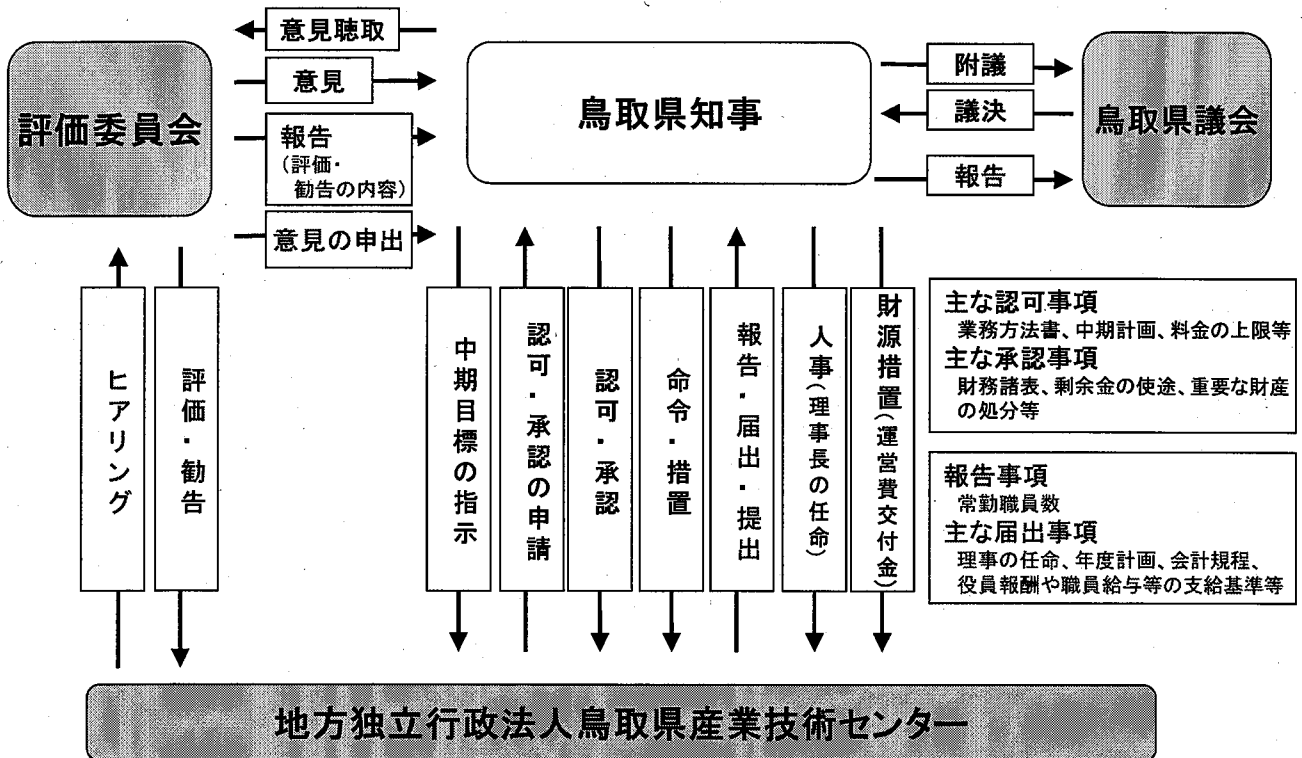 意見聴取
評価委員会
意見
報告
(評価・
勧告の内容)
意見の申出
鳥取県知事
附議
議決
報告
鳥取県議会
ヒアリング
評価・勧告
中期目標の指示
認可・承認の申請
認可・承認
命令・措置
報告・届出・提出
人事(理事長の任命)
財源措置(運営費交付金)
主な認可事項
業務方法書、中期計画、料金の上限等
主な承認事項
財務諸表、剰余金の使途、重要な財産
の処分等
報告事項
常勤職員数
主な届出事項
理事の任命、年度計画、会計規程、
役員報酬や職員給与等の支給基準等
地方独立行政法人鳥取県産業技術センター